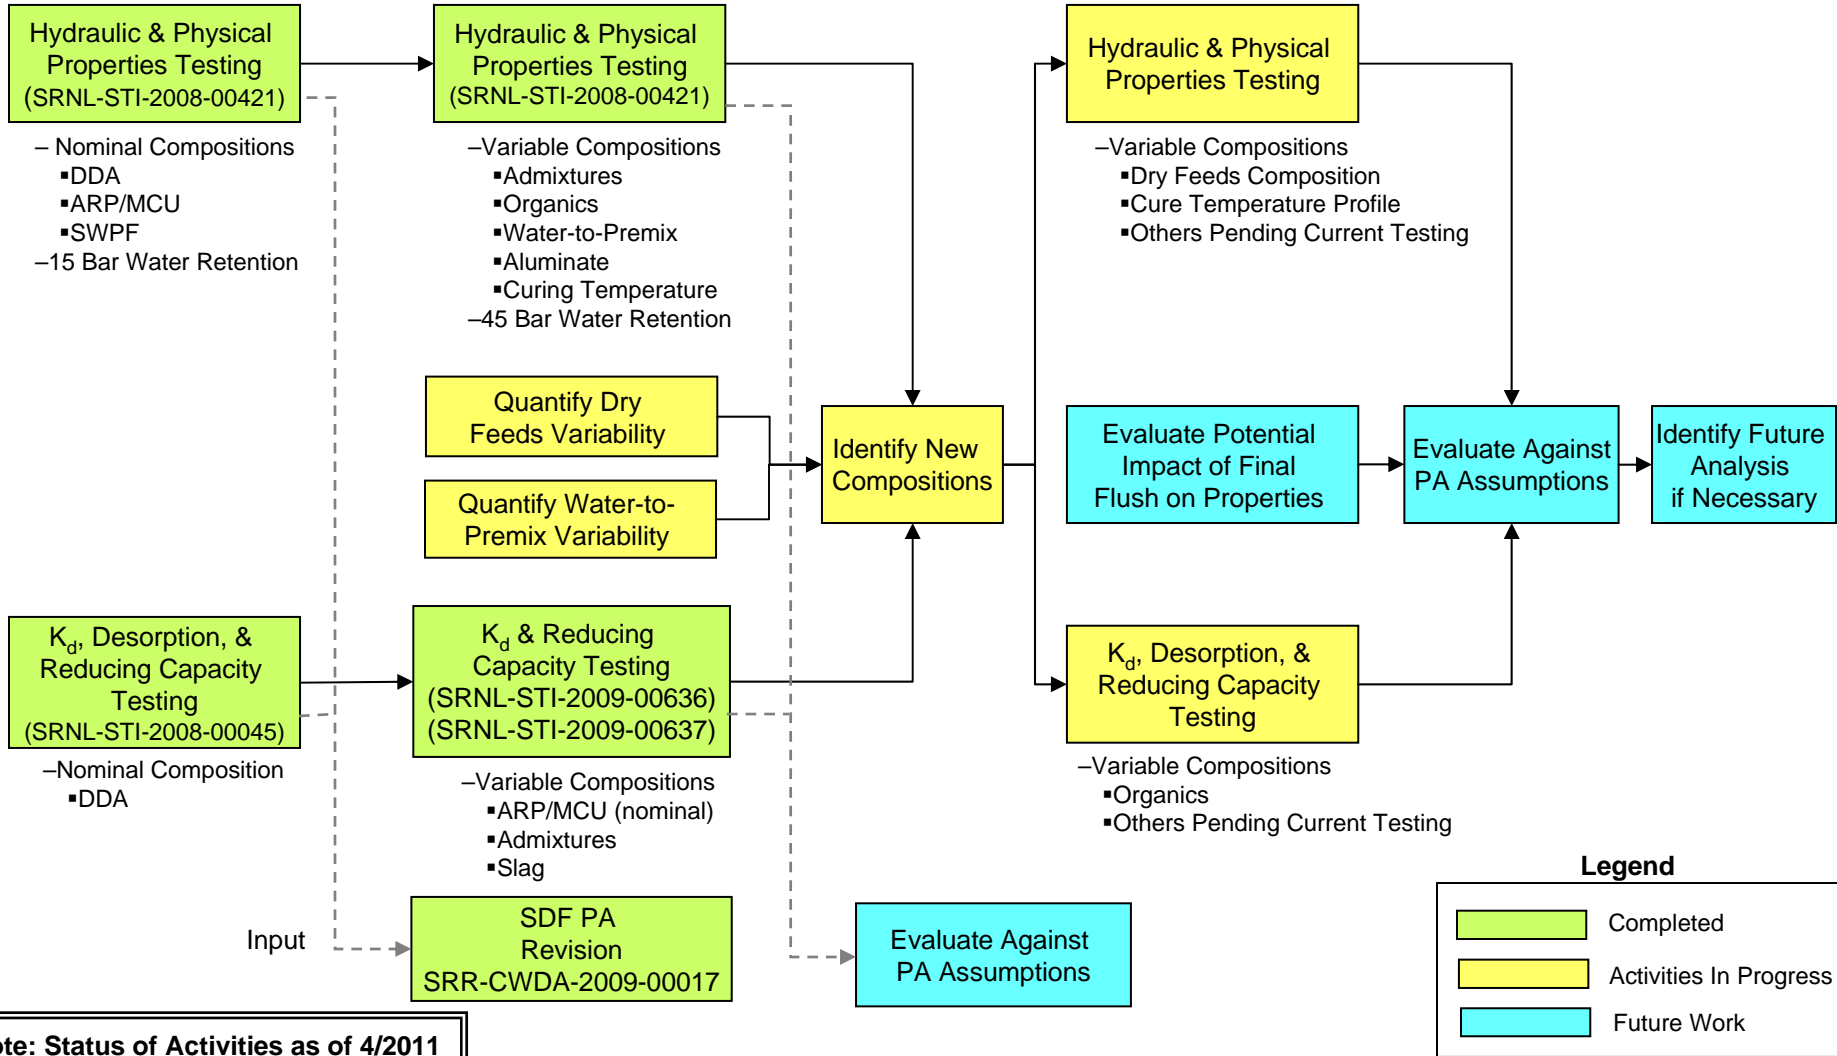 Hydraulic & Physical
Properties Testing
(SRNL-STI-2008-00421)
– Nominal Compositions
▪DDA
▪ARP/MCU
▪SWPF
–15 Bar Water Retention
Hydraulic & Physical
Properties Testing
(SRNL-STI-2008-00421)
–Variable Compositions
▪Admixtures
▪Organics
▪Water-to-Premix
▪Aluminate
▪Curing Temperature
–45 Bar Water Retention
Hydraulic & Physical
Properties Testing
–Variable Compositions
▪Dry Feeds Composition
▪Cure Temperature Profile
▪Others Pending Current Testing
Quantify Dry
Feeds Variability
Quantify Water-to-
Premix Variability
Identify New
Compositions
Evaluate Potential
Impact of Final
Flush on Properties
Evaluate Against
PA Assumptions
Identify Future
Analysis
if Necessary
Kd, Desorption, &
Reducing Capacity
Testing
(SRNL-STI-2008-00045)
–Nominal Composition
▪DDA
Kd & Reducing
Capacity Testing
(SRNL-STI-2009-00636)
(SRNL-STI-2009-00637)
–Variable Compositions
▪ARP/MCU (nominal)
▪Admixtures
▪Slag
Kd, Desorption, &
Reducing Capacity
Testing
–Variable Compositions
▪Organics
▪Others Pending Current Testing
Input
SDF PA
Revision
SRR-CWDA-2009-00017
Evaluate Against
PA Assumptions
Legend
Completed
Activities In Progress
Future Work
ote: Status of Activities as of 4/2011